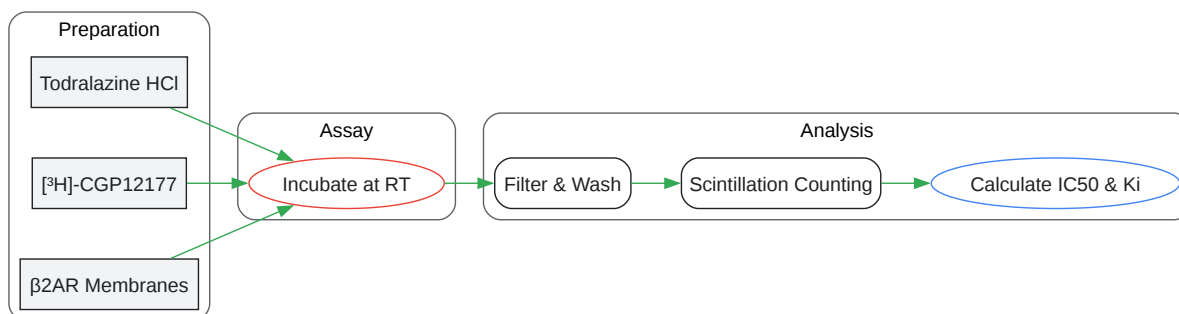 Preparation
Todralazine HCl
[³H]-CGP12177
β2AR Membranes
Assay
Incubate at RT
Analysis
Filter & Wash
Scintillation Counting
Calculate IC50 & Ki